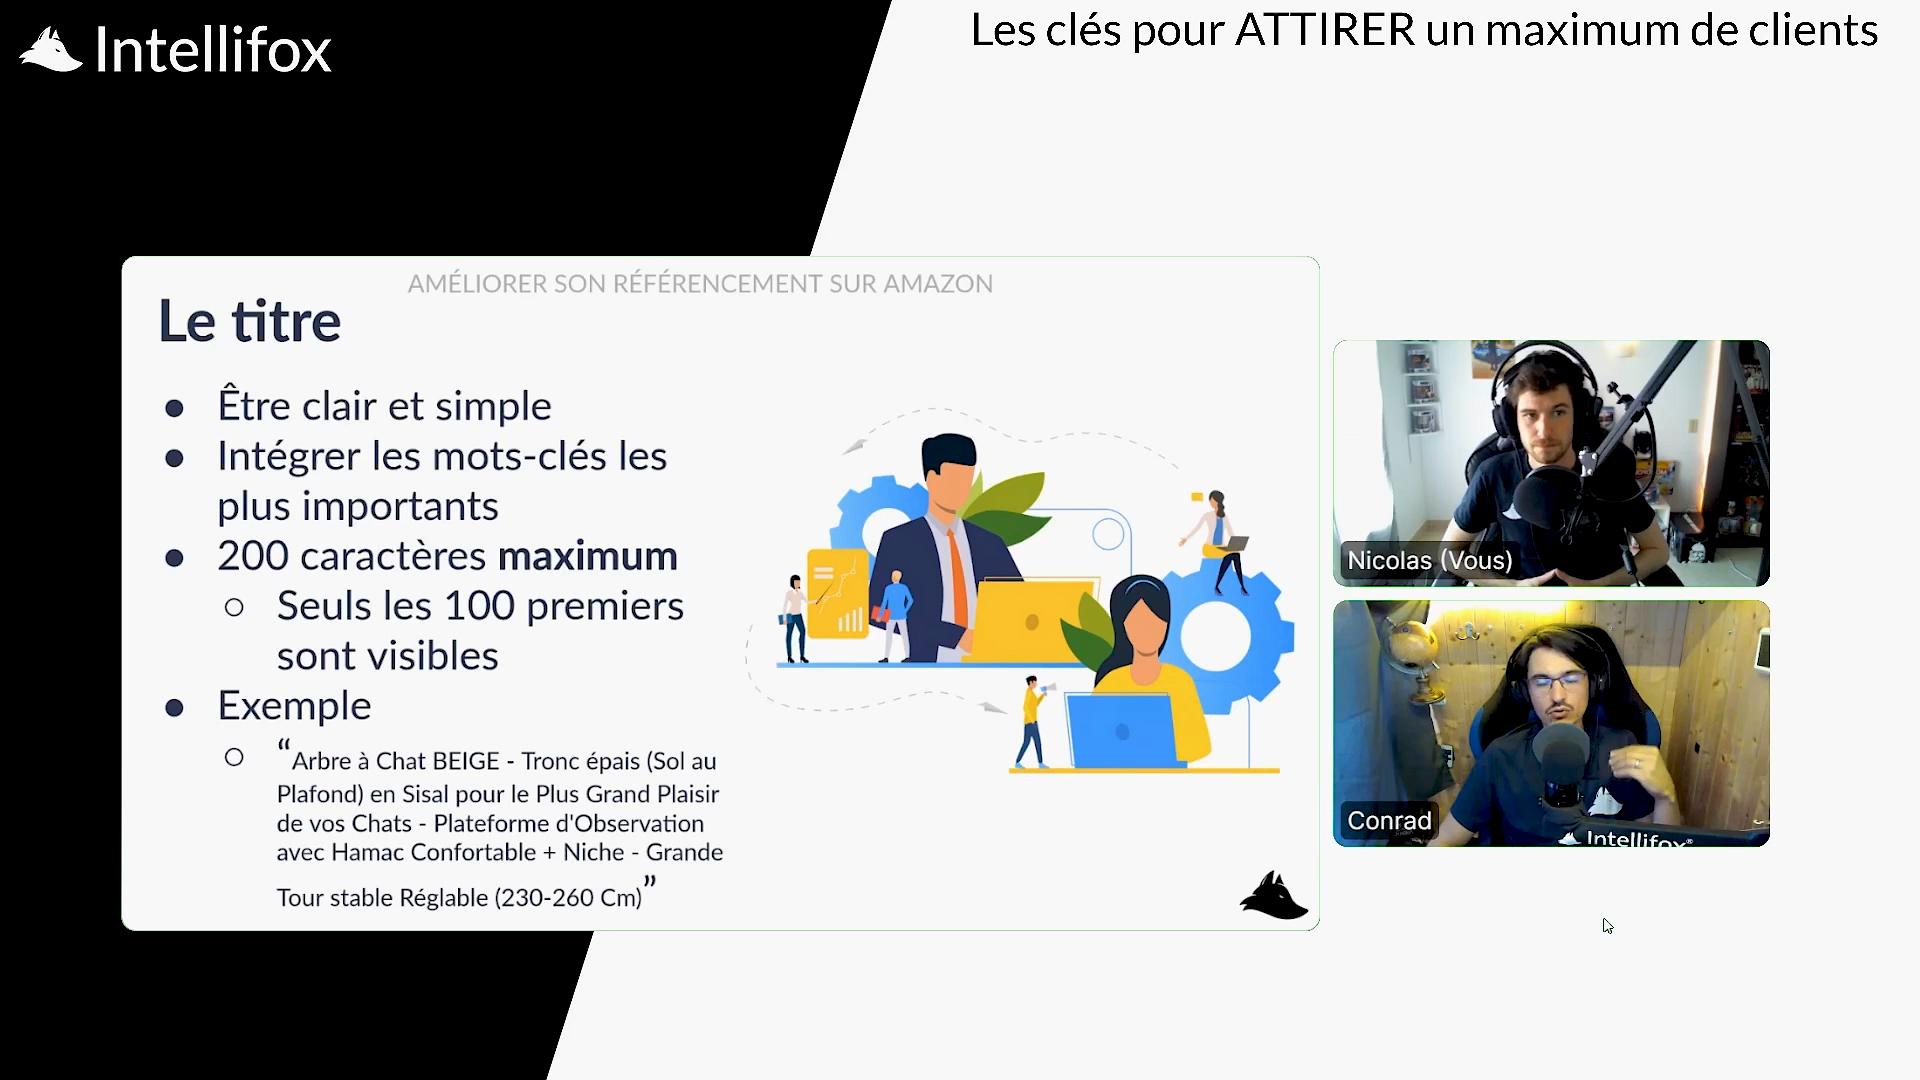 Intellifox
Les clés pour ATTIRER un maximum de clients
AMÉLIORER SON RÉFÉRENCEMENT SUR AMAZON
Le titre
● Être clair et simple
● Intégrer les mots-clés les
plus importants
● 200 caractères maximum
○ Seuls les 100 premiers
sont visibles
● Exemple
○ “Arbre à Chat BEIGE - Tronc épais (Sol au
Plafond) en Sisal pour le Plus Grand Plaisir
de vos Chats - Plateforme d'Observation
avec Hamac Confortable + Niche - Grande
Tour stable Réglable (230-260 Cm)”
Nicolas (Vous)
Conrad
Intellifox®